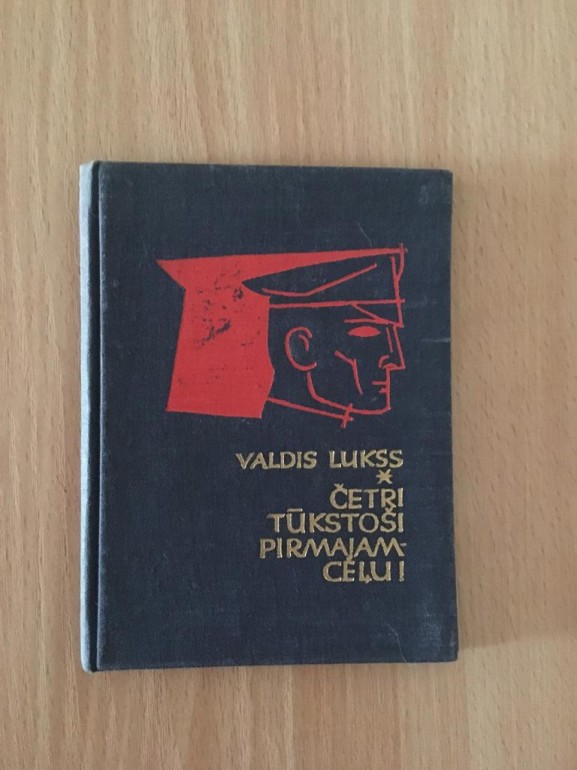 VALDIS LUKSS
*
ČETRI
TŪKSTOŠI
PIRMAJAM-
CEĻU!